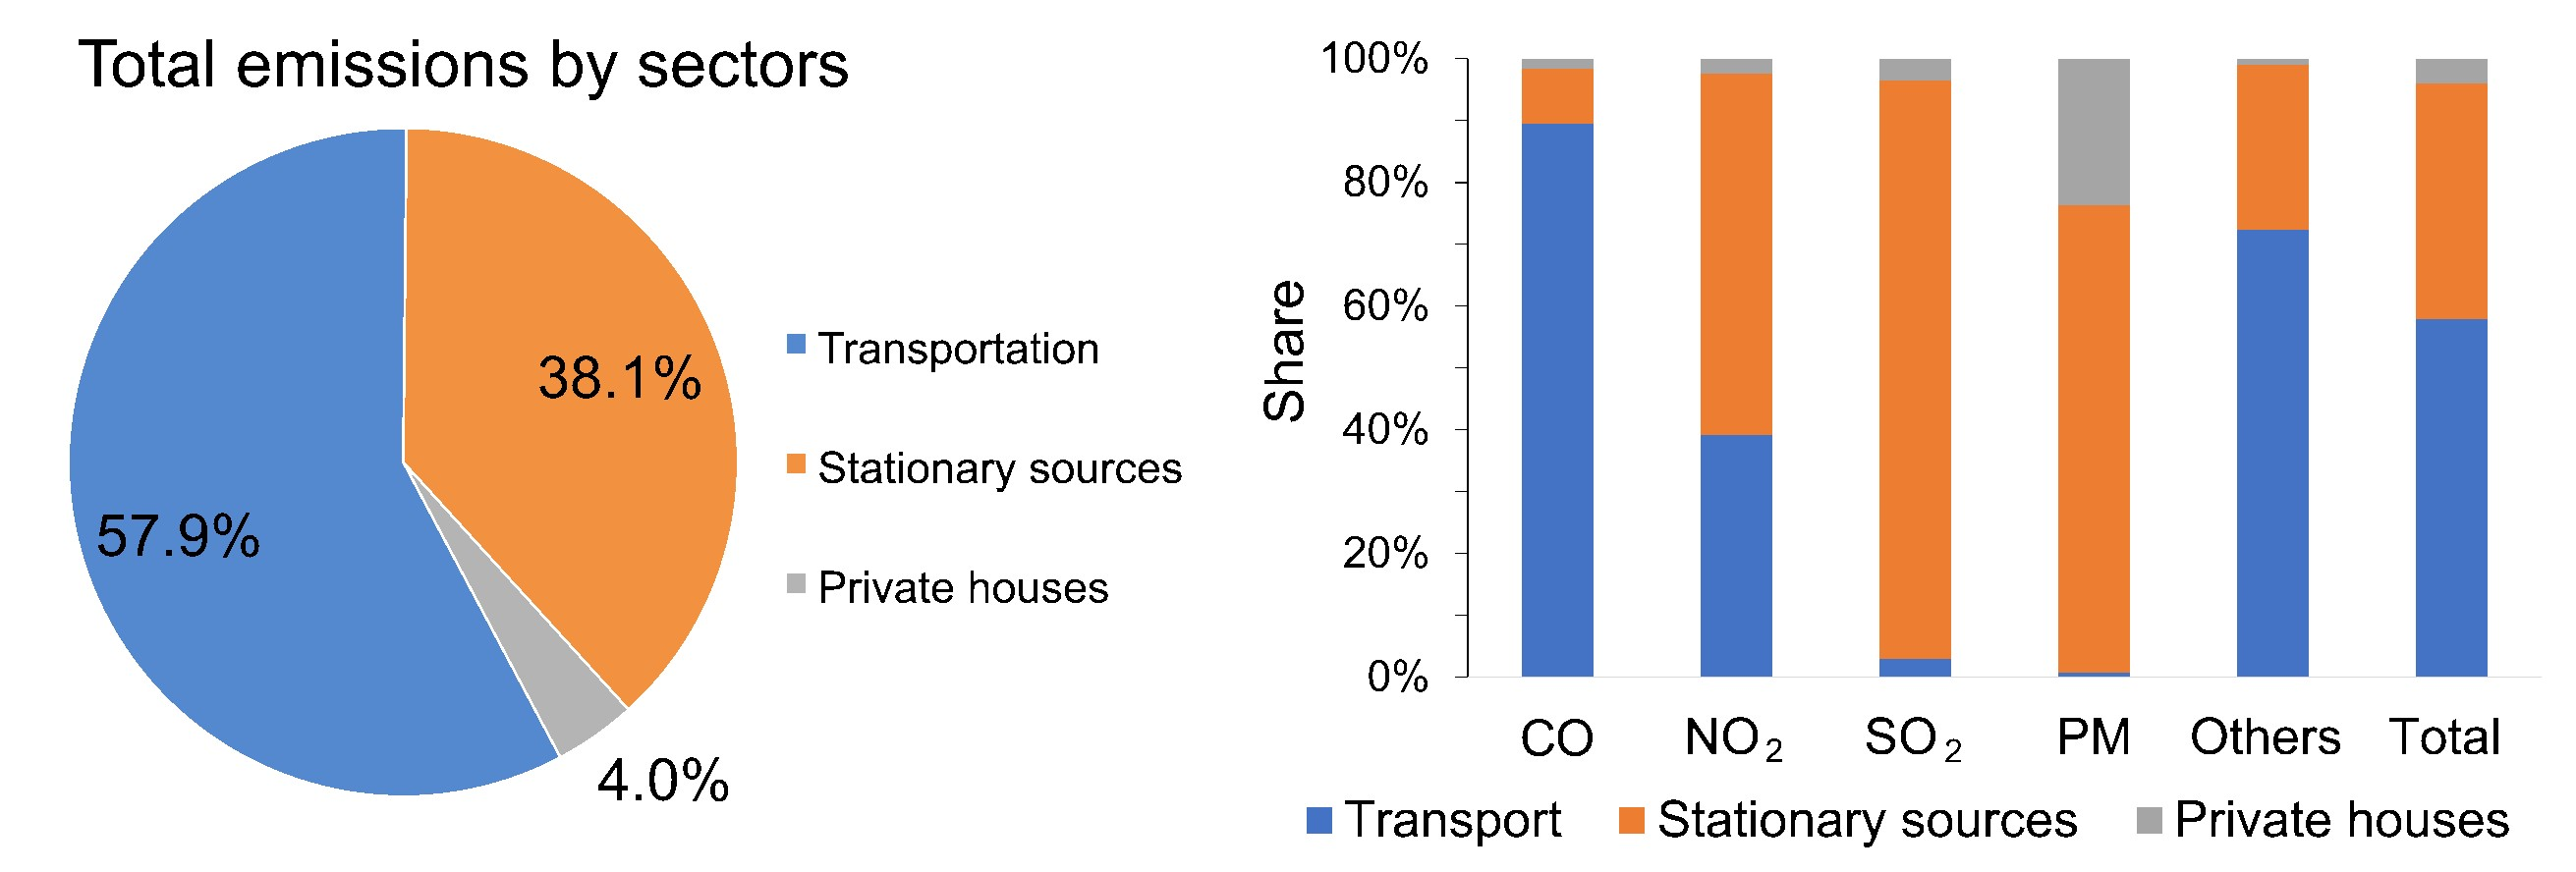 Total emissions by sectors
38.1%
57.9%
4.0%
Transportation
Stationary sources
Private houses
Share
100%
80%
60%
40%
20%
0%
CO NO2 SO2 PM Others Total
Transport Stationary sources Private houses